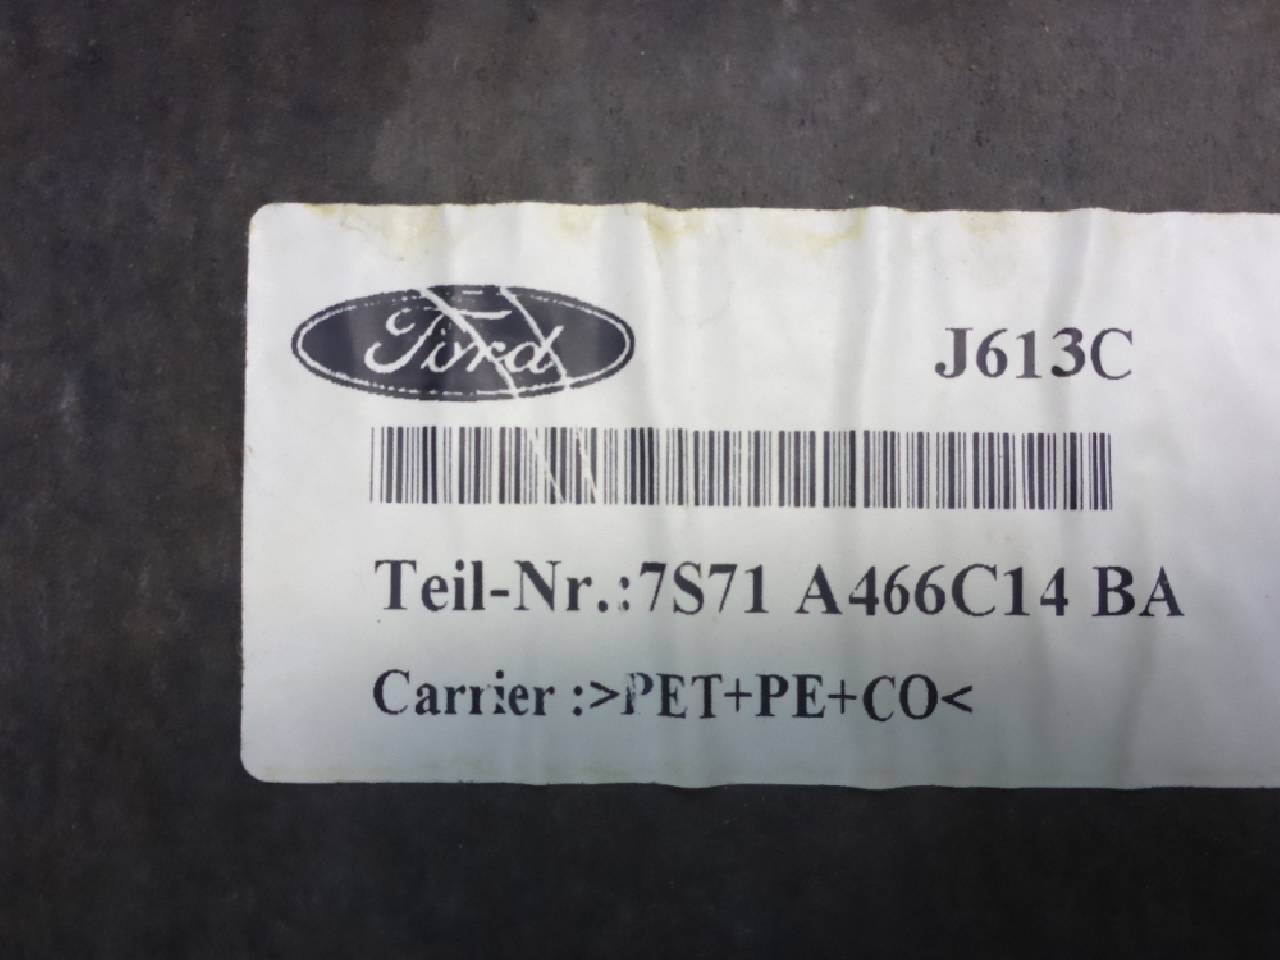 Ford
J613C
Teil-Nr.:7S71 A466C14 BA
Carrier :>PET+PE+CO<